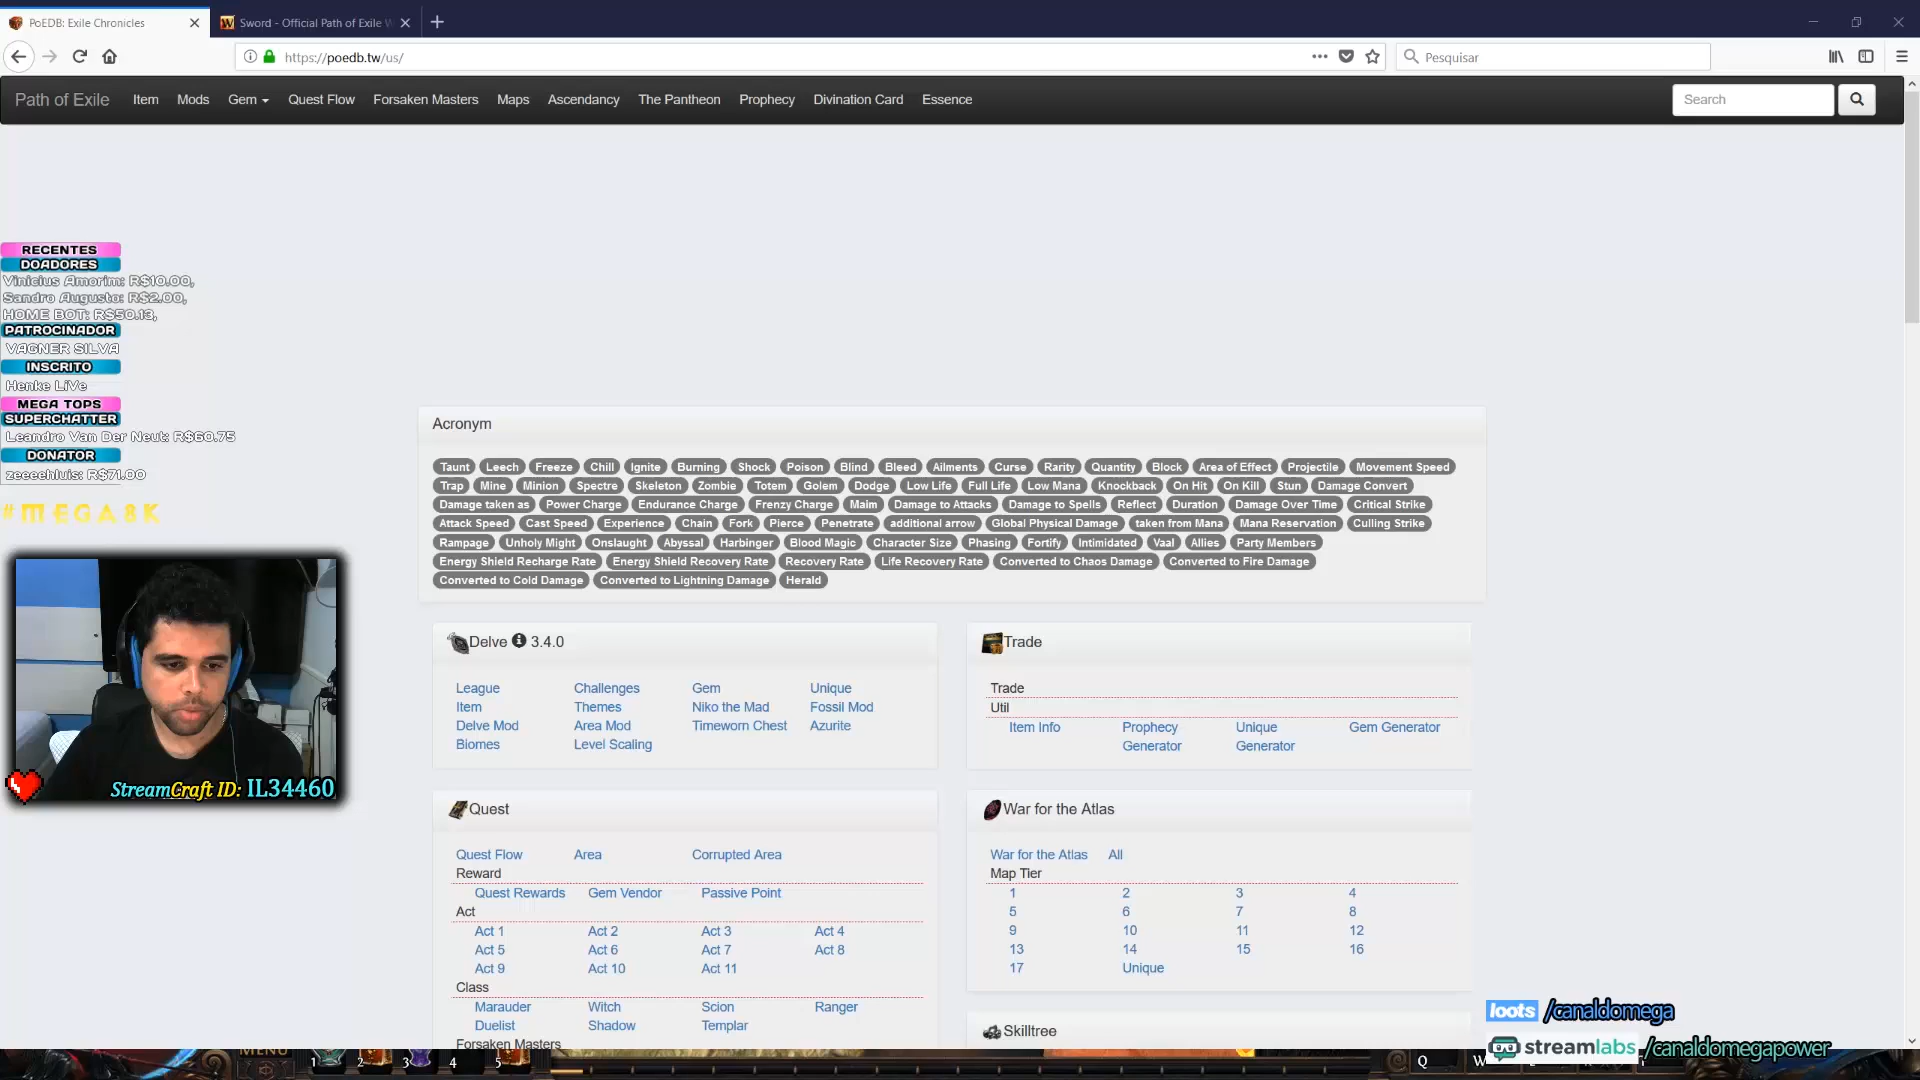 PoEDB: Exile Chronicles
Sword - Official Path of Exile W
https://poedb.tw/us/
Pesquisar
Path of Exile Item Mods Gem Quest Flow Forsaken Masters Maps Ascendancy The Pantheon Prophecy Divination Card Essence Search
RECENTES
DOADORES
Vinicius Amorim: R$10.00,
Sandro Augusto: R$2.00,
HOME BOT: R$50.13,
PATROCINADOR
VAGNER SILVA
INSCRITO
Henke LiVe
MEGA TOPS
SUPERCHATTER
Leandro Van Der Neut: R$60.75
DONATOR
zeeeehluis: R$71.00
#MEGA8K
StreamCraft ID: IL34460
Acronym
Taunt Leech Freeze Chill Ignite Burning Shock Poison Blind Bleed Ailments Curse Rarity Quantity Block Area of Effect Projectile Movement Speed
Trap Mine Minion Spectre Skeleton Zombie Totem Golem Dodge Low Life Full Life Low Mana Knockback On Hit On Kill Stun Damage Convert
Damage taken as Power Charge Endurance Charge Frenzy Charge Maim Damage to Attacks Damage to Spells Reflect Duration Damage Over Time Critical Strike
Attack Speed Cast Speed Experience Chain Fork Pierce Penetrate additional arrow Global Physical Damage taken from Mana Mana Reservation Culling Strike
Rampage Unholy Might Onslaught Abyssal Harbinger Blood Magic Character Size Phasing Fortify Intimidated Vaal Allies Party Members
Energy Shield Recharge Rate Energy Shield Recovery Rate Recovery Rate Life Recovery Rate Converted to Chaos Damage Converted to Fire Damage
Converted to Cold Damage Converted to Lightning Damage Herald
Delve 3.4.0
League Challenges Gem Unique
Item Themes Niko the Mad Fossil Mod
Delve Mod Area Mod Timeworn Chest Azurite
Biomes Level Scaling
Trade
Trade
Util
Item Info Prophecy Generator Unique Generator Gem Generator
Quest
Quest Flow Area Corrupted Area
Reward
Quest Rewards Gem Vendor Passive Point
Act
Act 1 Act 2 Act 3 Act 4
Act 5 Act 6 Act 7 Act 8
Act 9 Act 10 Act 11
Class
Marauder Witch Scion Ranger
Duelist Shadow Templar
Forsaken Masters
War for the Atlas
War for the Atlas All
Map Tier
1 2 3 4
5 6 7 8
9 10 11 12
13 14 15 16
17 Unique
Skilltree
loots /canaldomega
streamlabs /canaldomegapower
MENU 1 2 3 4 5
Q